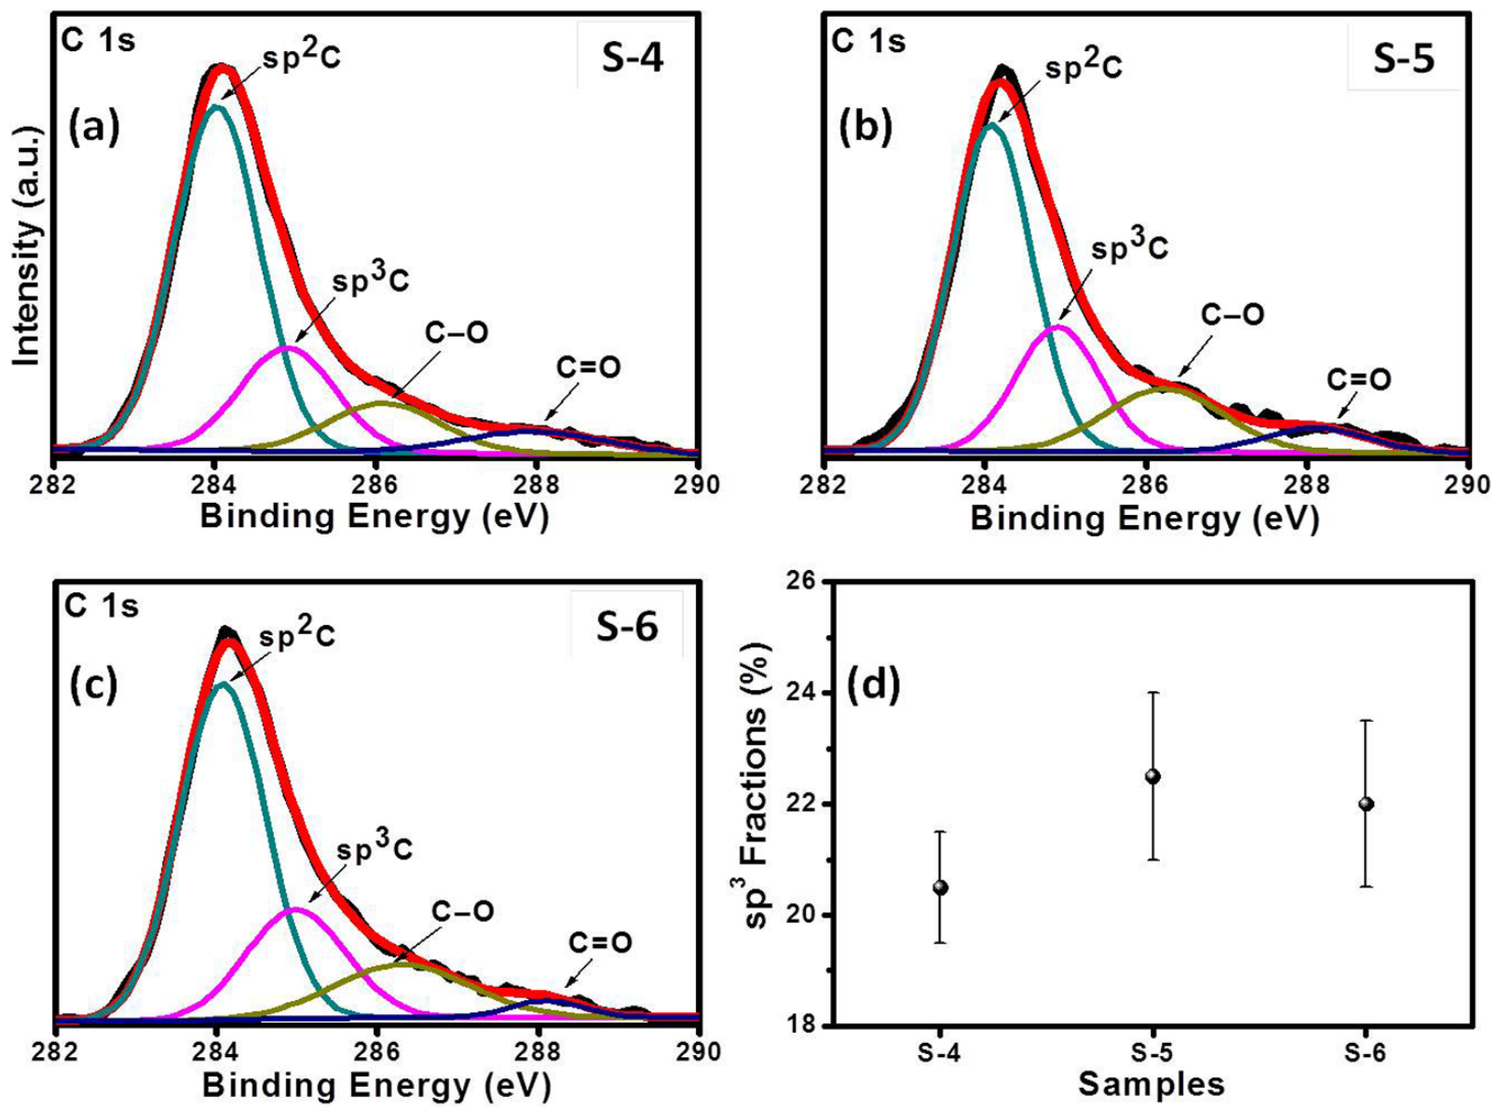 C 1s
S-4
sp²C
(a)
sp³C
C–O
C=O
Intensity (a.u.)
282 284 286 288 290
Binding Energy (eV)
C 1s
S-5
sp²C
(b)
sp³C
C–O
C=O
282 284 286 288 290
Binding Energy (eV)
C 1s
S-6
sp²C
(c)
sp³C
C–O
C=O
282 284 286 288 290
Binding Energy (eV)
26
24
22
20
18
(d)
sp³ Fractions (%)
S-4 S-5 S-6
Samples